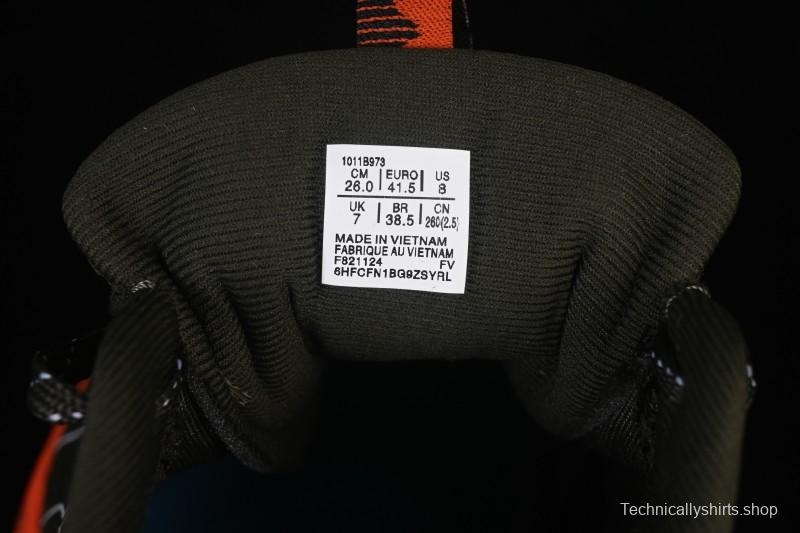 1011B973
CM EURO US
26.0 41.5 8
UK BR CN
7 38.5 260(2.5)
MADE IN VIETNAM
FABRIQUE AU VIETNAM
F821124 FV
6HFCFN1BG9ZSYRL
Technicallyshirts.shop